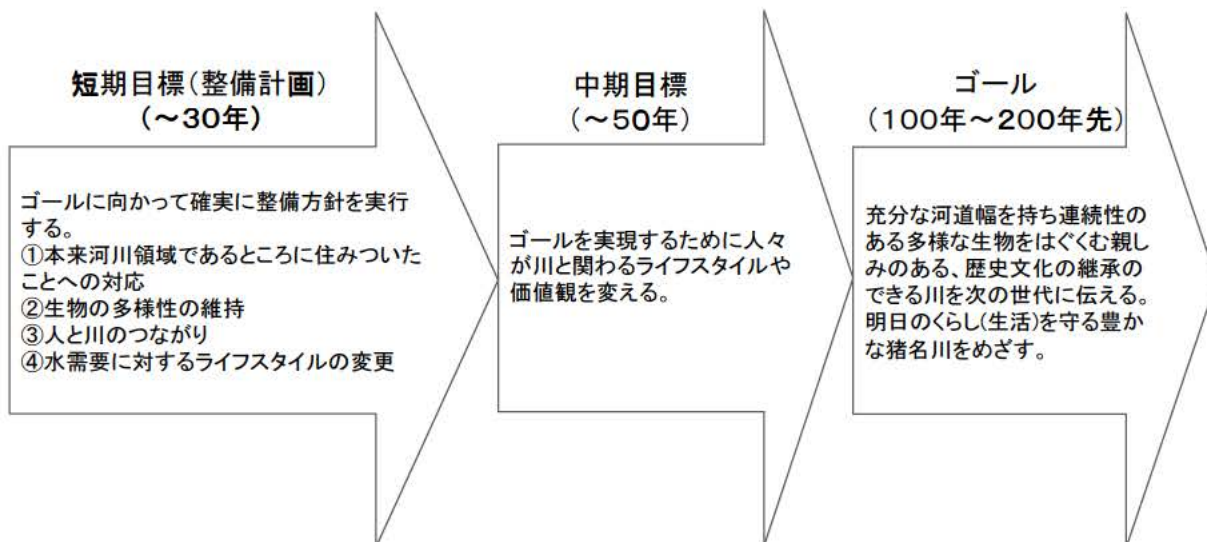 短期目標(整備計画)
(～30年)
ゴールに向かって確実に整備方針を実行
する。
①本来河川領域であるところに住みついた
ことへの対応
②生物の多様性の維持
③人と川のつながり
④水需要に対するライフスタイルの変更
中期目標
(～50年)
ゴールを実現するために人々
が川と関わるライフスタイルや
価値観を変える。
ゴール
(100年～200年先)
充分な河道幅を持ち連続性の
ある多様な生物をはぐくむ親し
みのある、歴史文化の継承の
できる川を次の世代に伝える。
明日のくらし(生活)を守る豊か
な猪名川をめざす。